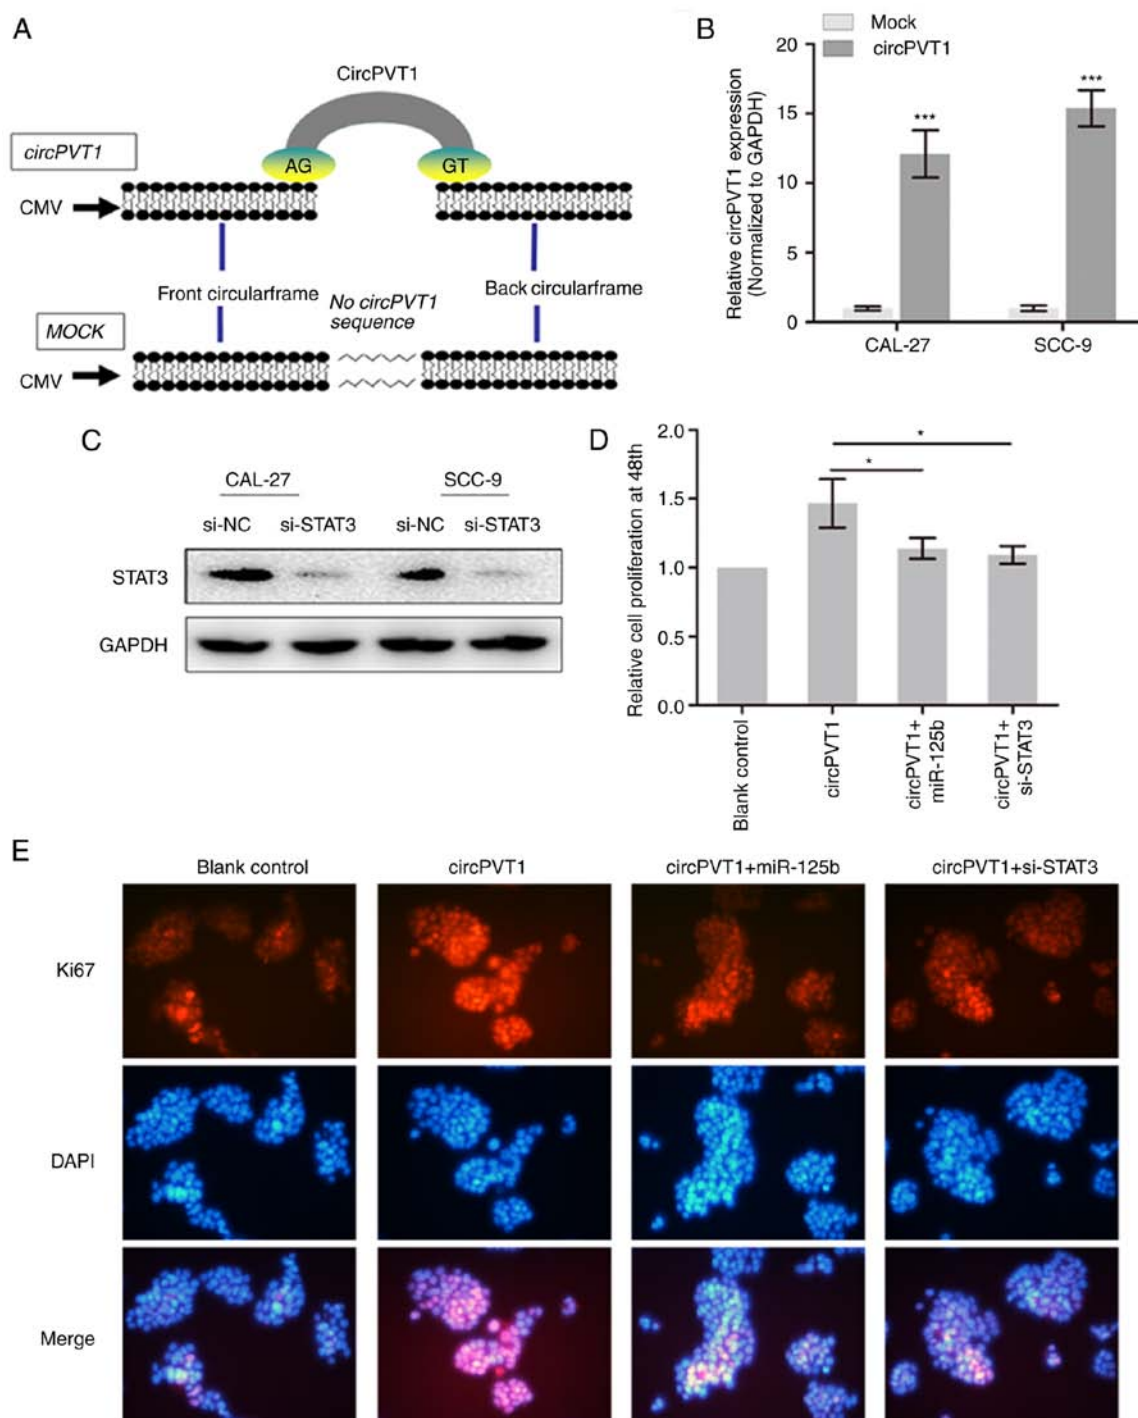 A
CircPVT1
circPVT1
AG
GT
CMV
Front circularframe
Back circularframe
No circPVT1
sequence
MOCK
CMV
B
Mock
circPVT1
Relative circPVT1 expression
(Normalized to GAPDH)
20
15
10
5
0
***
***
CAL-27
SCC-9
C
CAL-27
SCC-9
si-NC
si-STAT3
si-NC
si-STAT3
STAT3
GAPDH
D
Relative cell proliferation at 48th
2.0
1.5
1.0
0.5
0.0
*
*
Blank control
circPVT1
circPVT1+
miR-125b
circPVT1+
si-STAT3
E
Blank control
circPVT1
circPVT1+miR-125b
circPVT1+si-STAT3
Ki67
DAPI
Merge